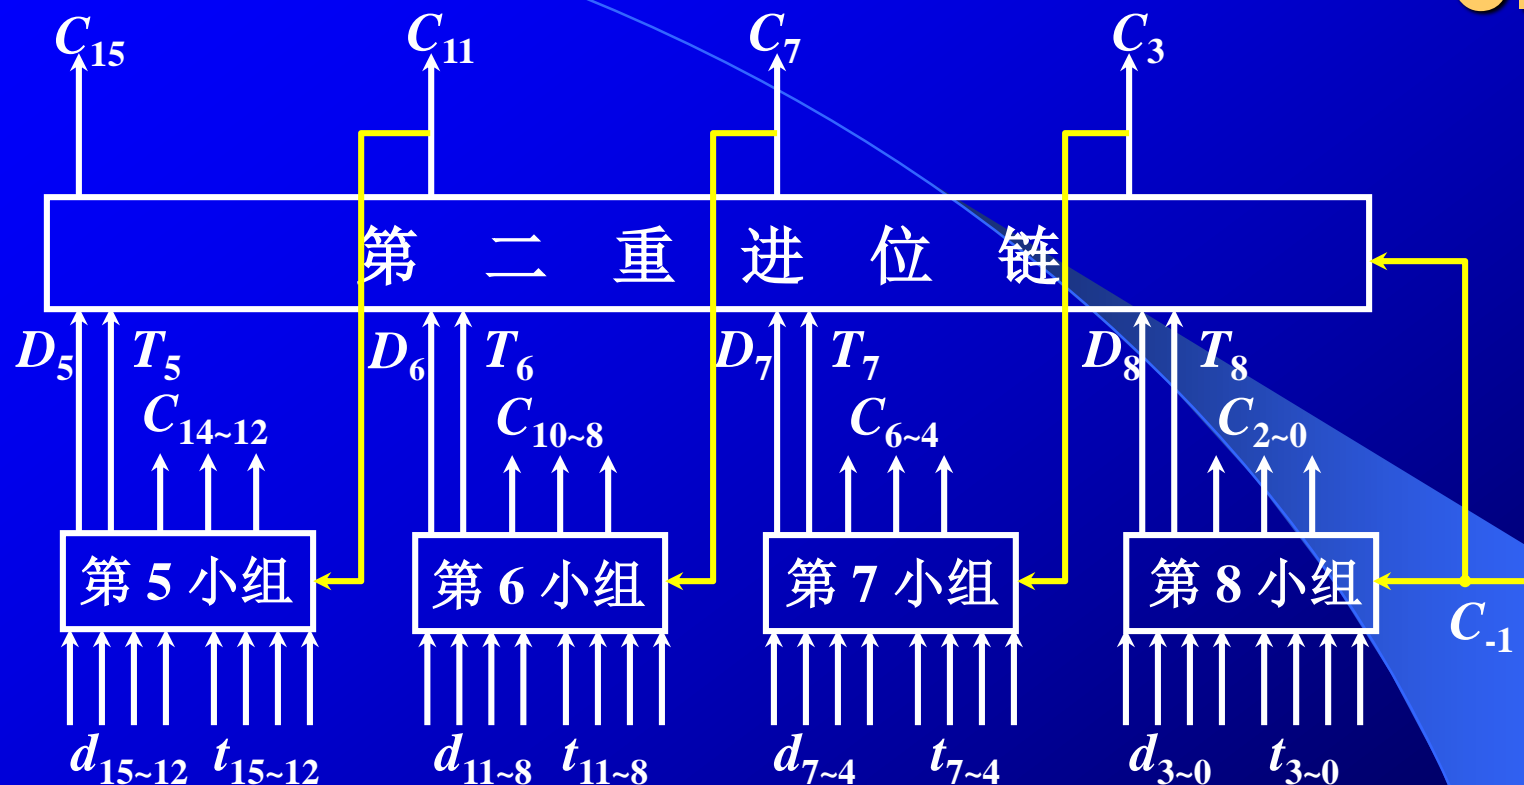 C15 C11 C7 C3
第 二 重 进 位 链
D5 T5 D6 T6 D7 T7 D8 T8
C14~12 C10~8 C6~4 C2~0
第 5 小组 第 6 小组 第 7 小组 第 8 小组
C-1
d15~12 t15~12 d11~8 t11~8 d7~4 t7~4 d3~0 t3~0